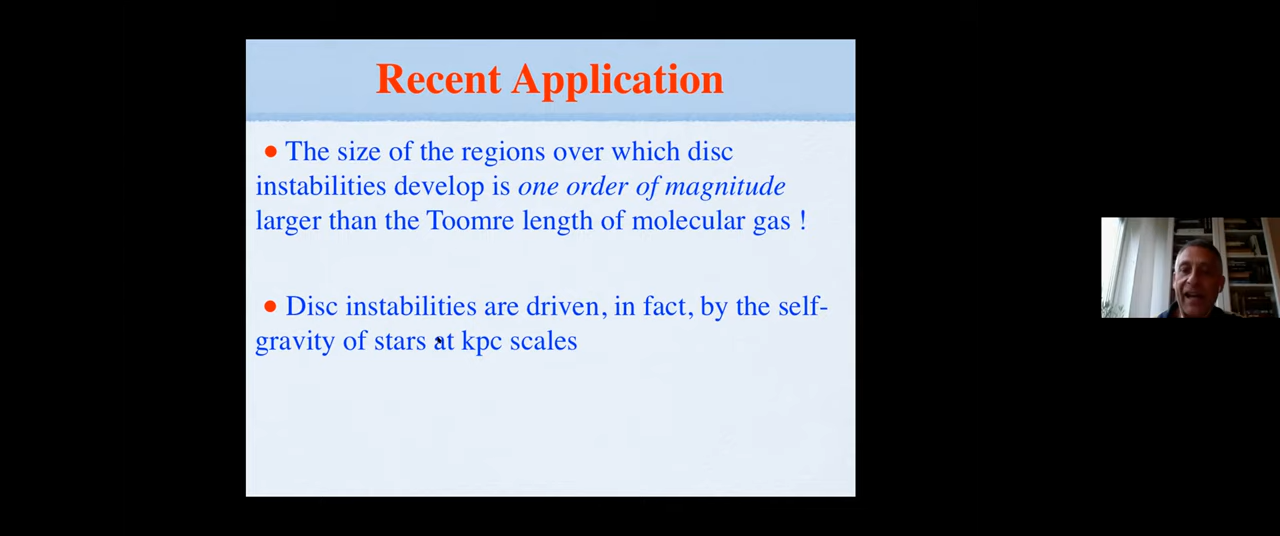 Recent Application
• The size of the regions over which disc
instabilities develop is one order of magnitude
larger than the Toomre length of molecular gas !
• Disc instabilities are driven, in fact, by the self-
gravity of stars at kpc scales